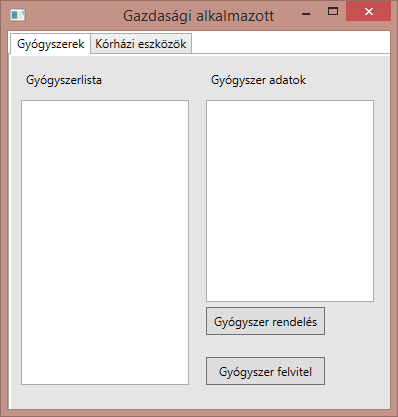 Gazdasági alkalmazott
Gyógyszerek
Kórházi eszközök
Gyógyszerlista
Gyógyszer adatok
Gyógyszer rendelés
Gyógyszer felvitel